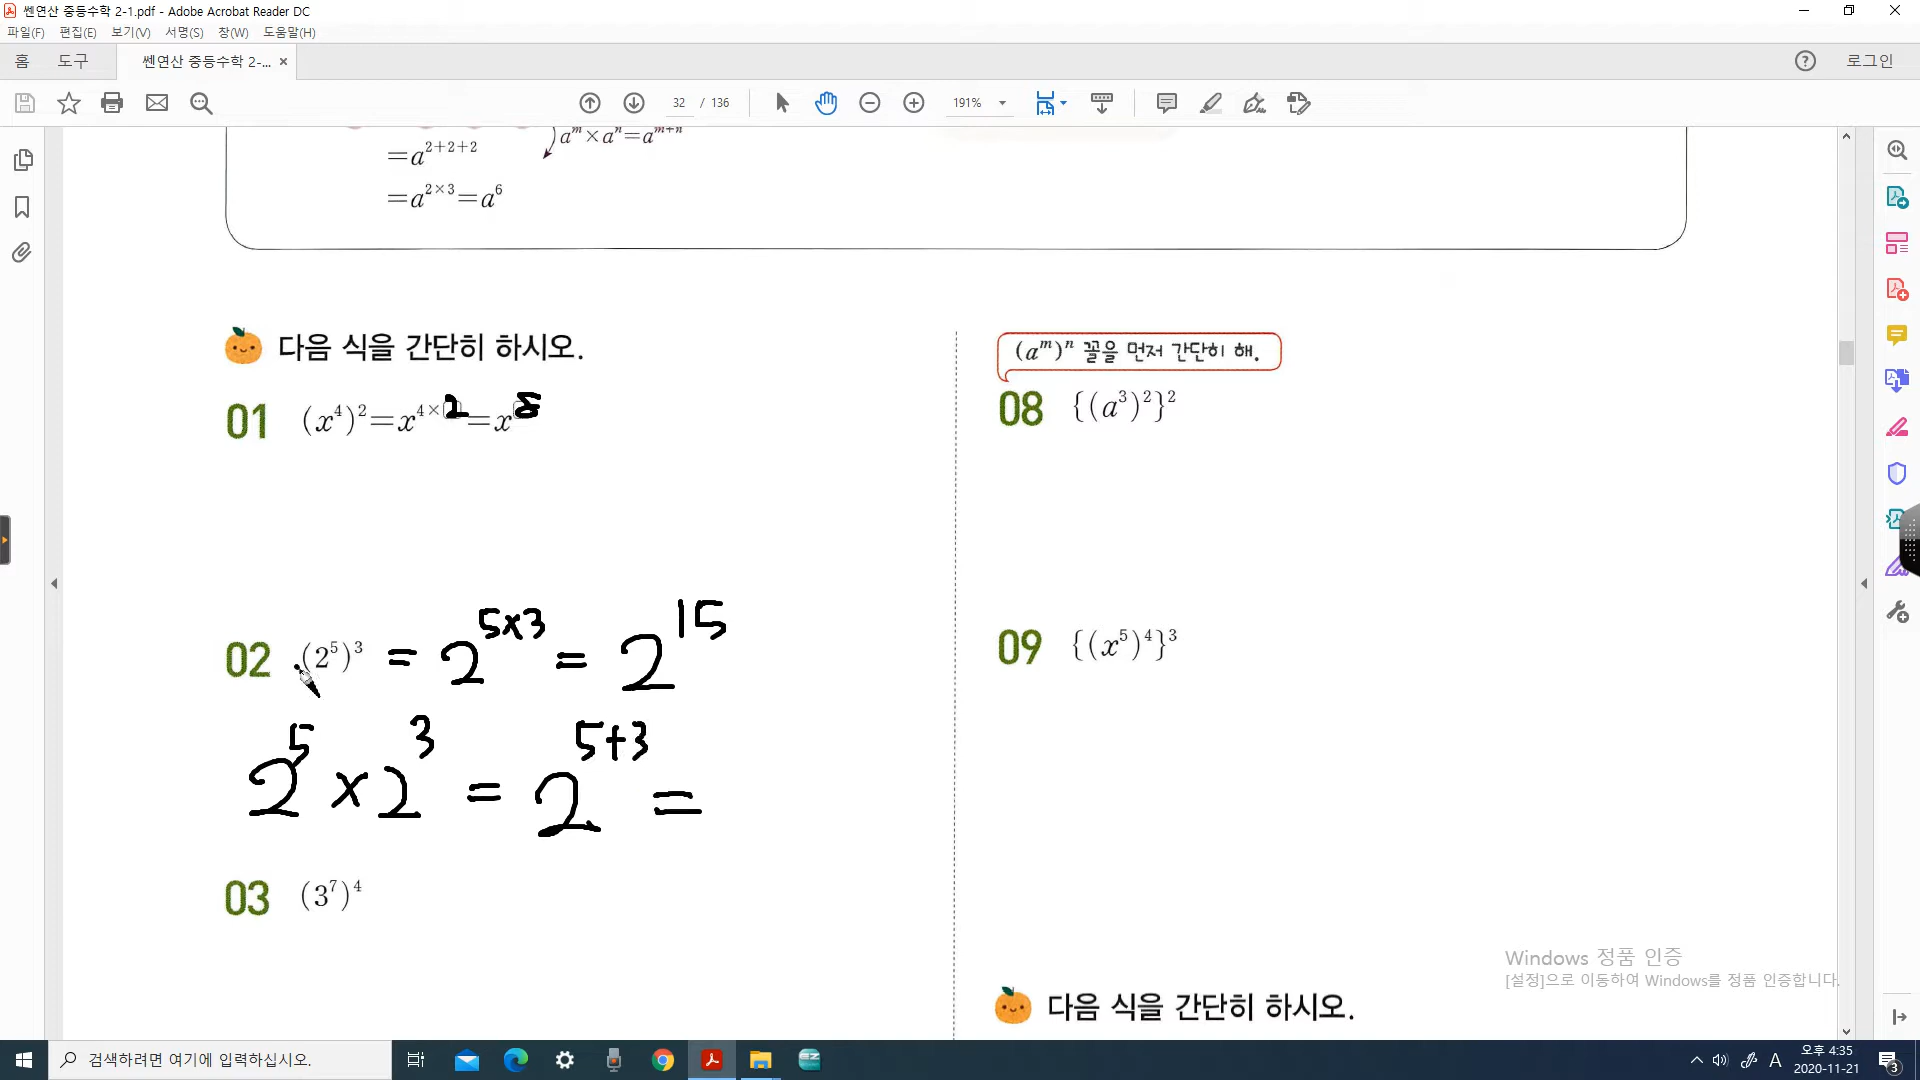 쎈연산 중등수학 2-1.pdf - Adobe Acrobat Reader DC
파일(F) 편집(E) 보기(V) 서명(S) 창(W) 도움말(H)
홈 도구 쎈연산 중등수학 2-... × 로그인
32 / 136 191%
=a^{2+2+2} a^m×a^n=a^{m+n}
=a^{2×3}=a^6
다음 식을 간단히 하시오.
01 (x^4)^2=x^{4×2}=x^8
02 (2^5)^3 = 2^{5×3} = 2^{15}
2^5 × 2^3 = 2^{5+3} =
03 (3^7)^4
(a^m)^n 꼴을 먼저 간단히 해.
08 {(a^3)^2}^2
09 {(x^5)^4}^3
다음 식을 간단히 하시오.
Windows 정품 인증
[설정]으로 이동하여 Windows를 정품 인증합니다.
검색하려면 여기에 입력하십시오.
A 오후 4:35
2020-11-21 3